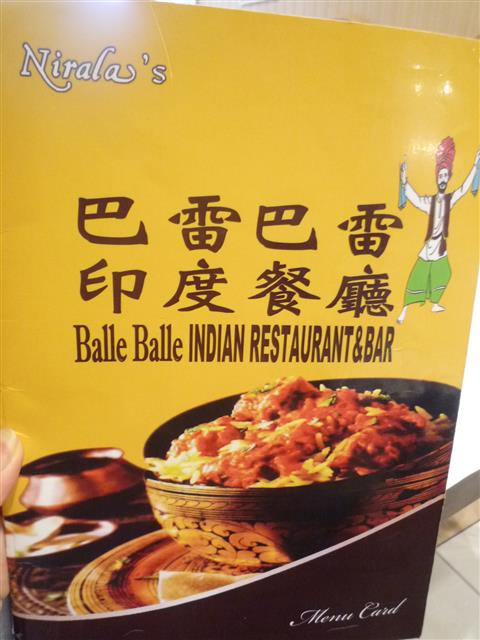 Nirala's
巴雷巴雷
印度餐廳
Balle Balle INDIAN RESTAURANT&BAR
Menu Card